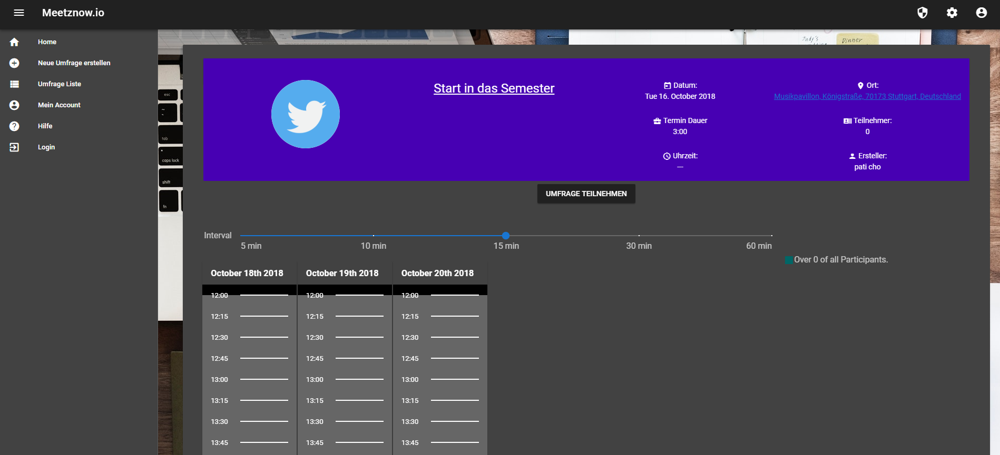 Meetznow.io
Home
Neue Umfrage erstellen
Umfrage Liste
Mein Account
Hilfe
Login
Judy's
Dinner
esc
tab
caps lock
shift
fn
Start in das Semester
Datum:
Tue 16. October 2018
Termin Dauer
3:00
Uhrzeit:
—
Ort:
Musikpavillon, Königstraße, 70173 Stuttgart, Deutschland
Teilnehmer:
0
Ersteller:
pati cho
UMFRAGE TEILNEHMEN
Interval
5 min 10 min 15 min 30 min 60 min
Over 0 of all Participants.
October 18th 2018 October 19th 2018 October 20th 2018
12:00 12:00 12:00
12:15 12:15 12:15
12:30 12:30 12:30
12:45 12:45 12:45
13:00 13:00 13:00
13:15 13:15 13:15
13:30 13:30 13:30
13:45 13:45 13:45